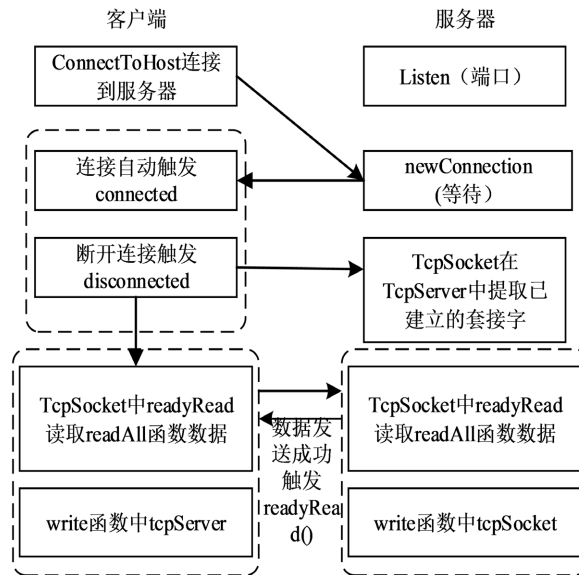 客户端
服务器
ConnectToHost连接
到服务器
Listen（端口）
连接自动触发
connected
newConnection
(等待）
断开连接触发
disconnected
TcpSocket在
TcpServer中提取已
建立的套接字
TcpSocket中readyRead
读取readAll函数数据
数据发
送成功
触发
readyRea
d()
TcpSocket中readyRead
读取readAll函数数据
write函数中tcpServer
write函数中tcpSocket